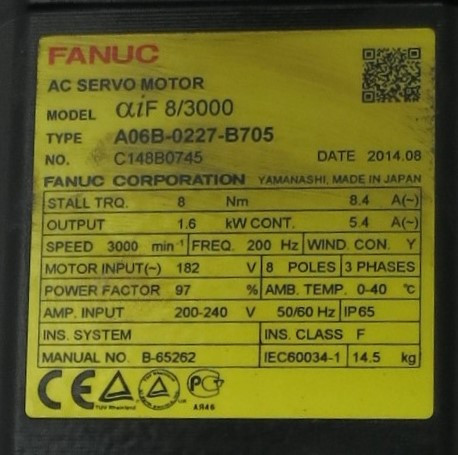 FANUC
AC SERVO MOTOR
MODEL αiF 8/3000
TYPE A06B-0227-B705
NO. C148B0745 DATE 2014.08
FANUC CORPORATION YAMANASHI, MADE IN JAPAN
STALL TRQ. 8 Nm 8.4 A(~)
OUTPUT 1.6 kW CONT. 5.4 A(~)
SPEED 3000 min⁻¹ FREQ. 200 Hz WIND. CON. Y
MOTOR INPUT(~) 182 V 8 POLES 3 PHASES
POWER FACTOR 97 % AMB. TEMP. 0-40 ℃
AMP. INPUT 200-240 V 50/60 Hz IP65
INS. SYSTEM INS. CLASS F
MANUAL NO. B-65262 IEC60034-1 14.5 kg
CE
TUV Rheinland